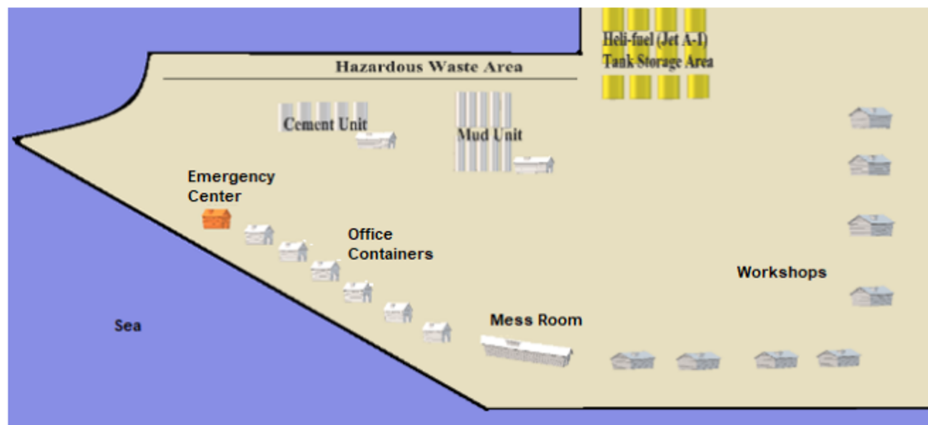 Heli-fuel (Jet A-I)
Tank Storage Area
Hazardous Waste Area
Cement Unit
Mud Unit
Emergency
Center
Office
Containers
Workshops
Mess Room
Sea